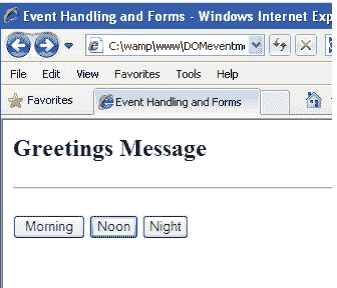 Event Handling and Forms - Windows Internet Exp
C:\wamp\www\DOMeventm
File Edit View Favorites Tools Help
Favorites Event Handling and Forms
Greetings Message
Morning Noon Night